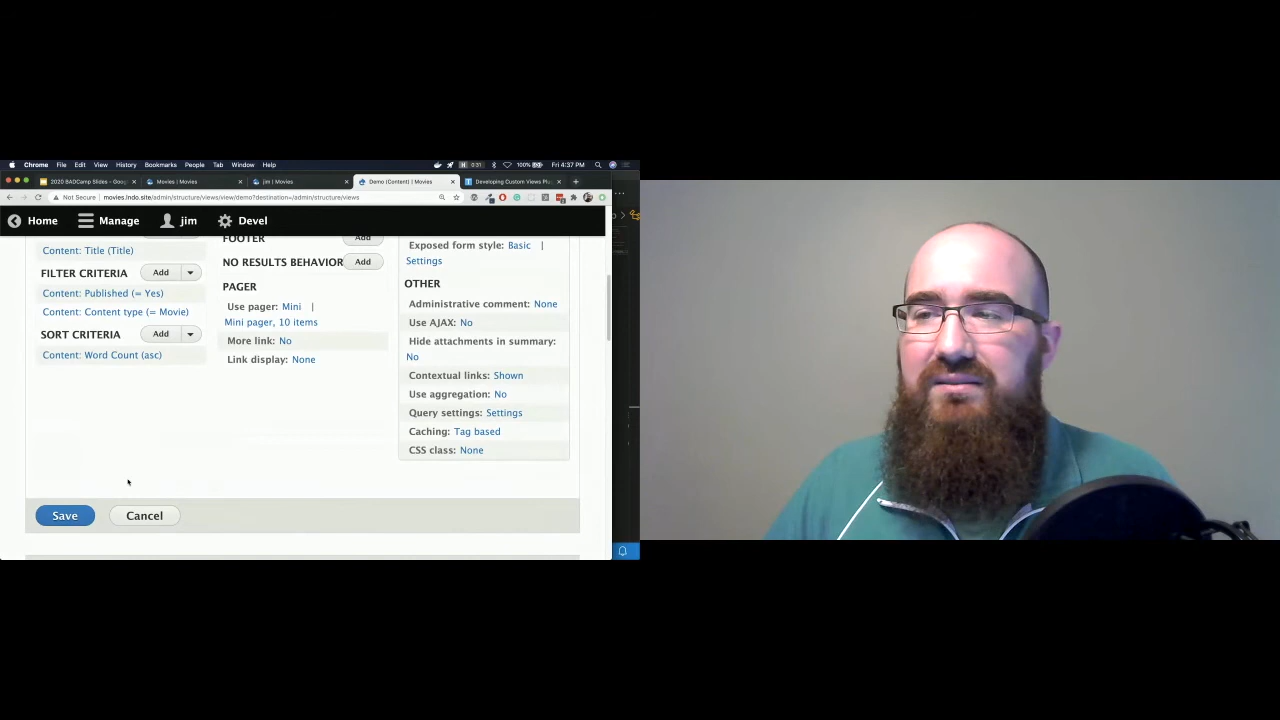 Chrome File Edit View History Bookmarks People Tab Window Help 100% Fri 4:37 PM
2020 BADCamp Slides - Goog Movies | Movies jim | Movies Demo (Content) | Movies Developing Custom Views Plu
Not Secure | movies.lndo.site/admin/structure/views/view/demo?destination=/admin/structure/views
Home Manage jim Devel
Content: Title (Title)
FILTER CRITERIA Add
Content: Published (= Yes)
Content: Content type (= Movie)
SORT CRITERIA Add
Content: Word Count (asc)
FOOTER Add
NO RESULTS BEHAVIOR Add
PAGER
Use pager: Mini |
Mini pager, 10 items
More link: No
Link display: None
Exposed form style: Basic |
Settings
OTHER
Administrative comment: None
Use AJAX: No
Hide attachments in summary:
No
Contextual links: Shown
Use aggregation: No
Query settings: Settings
Caching: Tag based
CSS class: None
Save Cancel